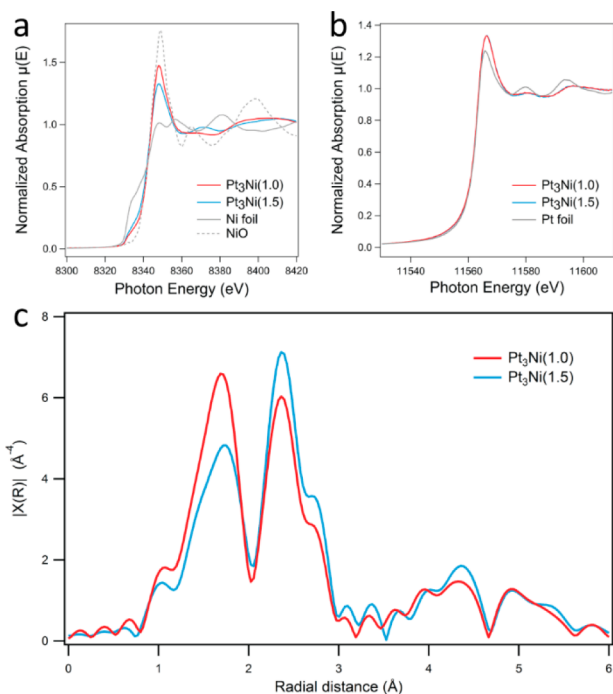 a
Normalized Absorption μ(E)
1.5
1.0
0.5
0.0
Pt₃Ni(1.0)
Pt₃Ni(1.5)
Ni foil
NiO
8300 8320 8340 8360 8380 8400 8420
Photon Energy (eV)
b
Normalized Absorption μ(E)
1.4
1.2
1.0
0.8
0.6
0.4
0.2
0.0
Pt₃Ni(1.0)
Pt₃Ni(1.5)
Pt foil
11540 11560 11580 11600
Photon Energy (eV)
c
|X(R)| (Å⁻⁴)
8
6
4
2
0
Pt₃Ni(1.0)
Pt₃Ni(1.5)
0 1 2 3 4 5 6
Radial distance (Å)